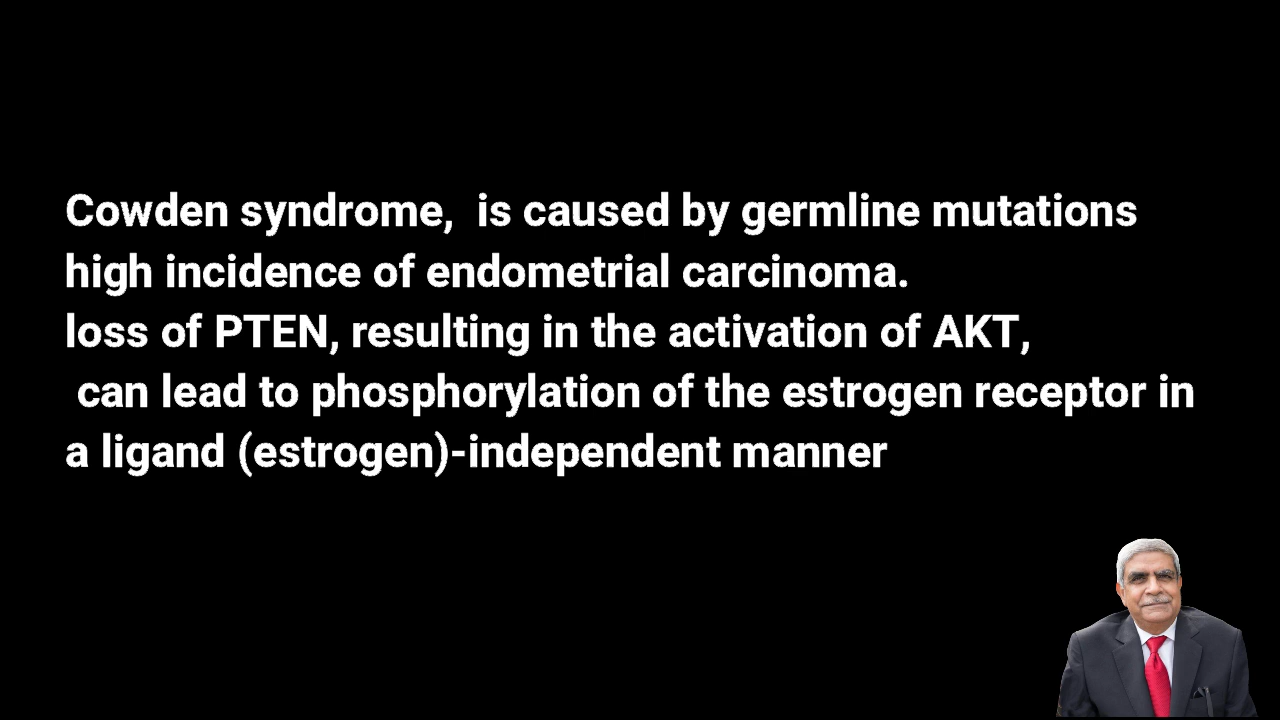 Cowden syndrome,  is caused by germline mutations
high incidence of endometrial carcinoma.
loss of PTEN, resulting in the activation of AKT,
can lead to phosphorylation of the estrogen receptor in
a ligand (estrogen)-independent manner